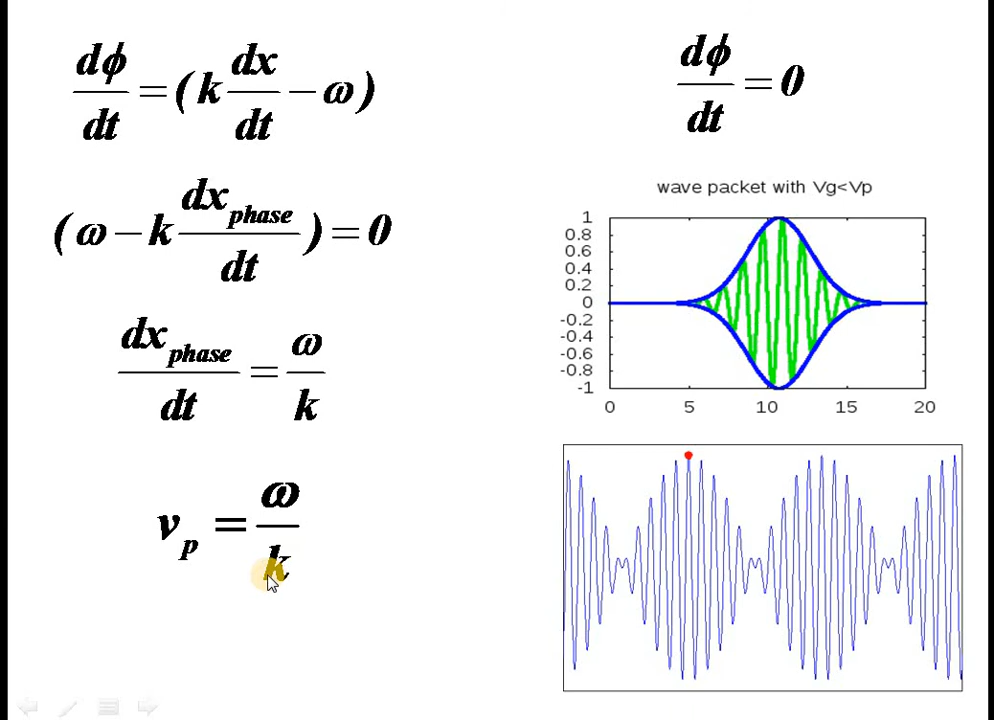 dϕ/dt = (k dx/dt − ω)
(ω − k dx_phase/dt) = 0
dx_phase/dt = ω/k
v_p = ω/k
dϕ/dt = 0
wave packet with Vg<Vp
1
0.8
0.6
0.4
0.2
0
-0.2
-0.4
-0.6
-0.8
-1
0 5 10 15 20